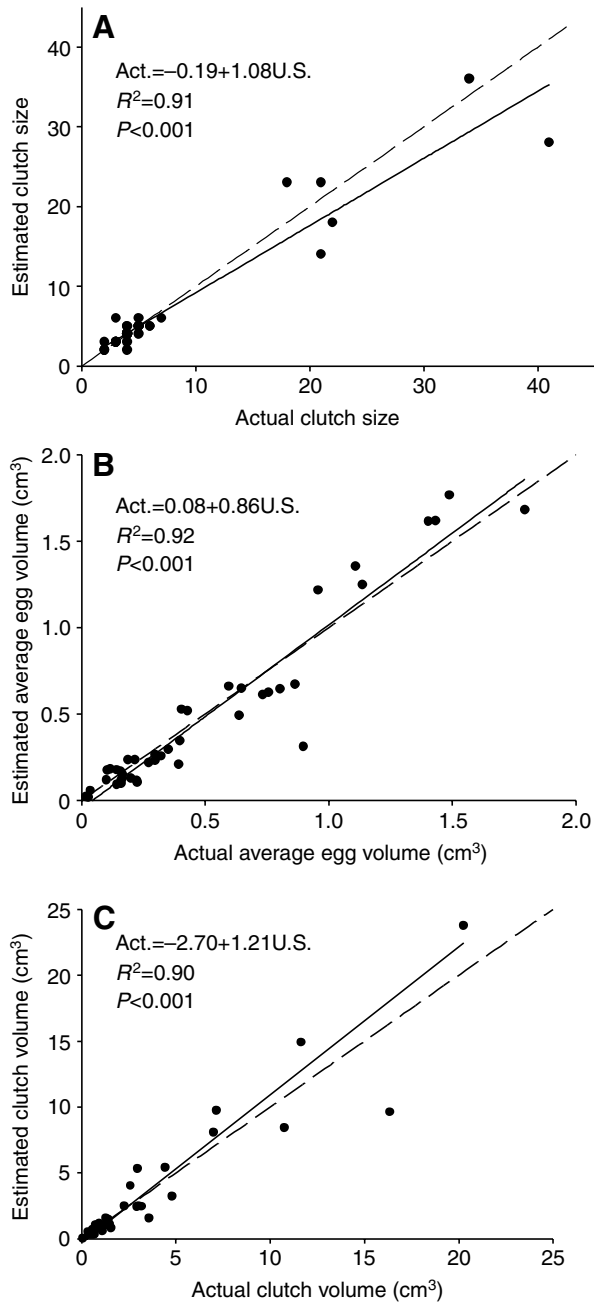 A
Act.=–0.19+1.08U.S.
R²=0.91
P<0.001
Estimated clutch size
40
30
20
10
0
0 10 20 30 40
Actual clutch size
B
Act.=0.08+0.86U.S.
R²=0.92
P<0.001
Estimated average egg volume (cm³)
2.0
1.5
1.0
0.5
0
0 0.5 1.0 1.5 2.0
Actual average egg volume (cm³)
C
Act.=–2.70+1.21U.S.
R²=0.90
P<0.001
Estimated clutch volume (cm³)
25
20
15
10
5
0
0 5 10 15 20 25
Actual clutch volume (cm³)